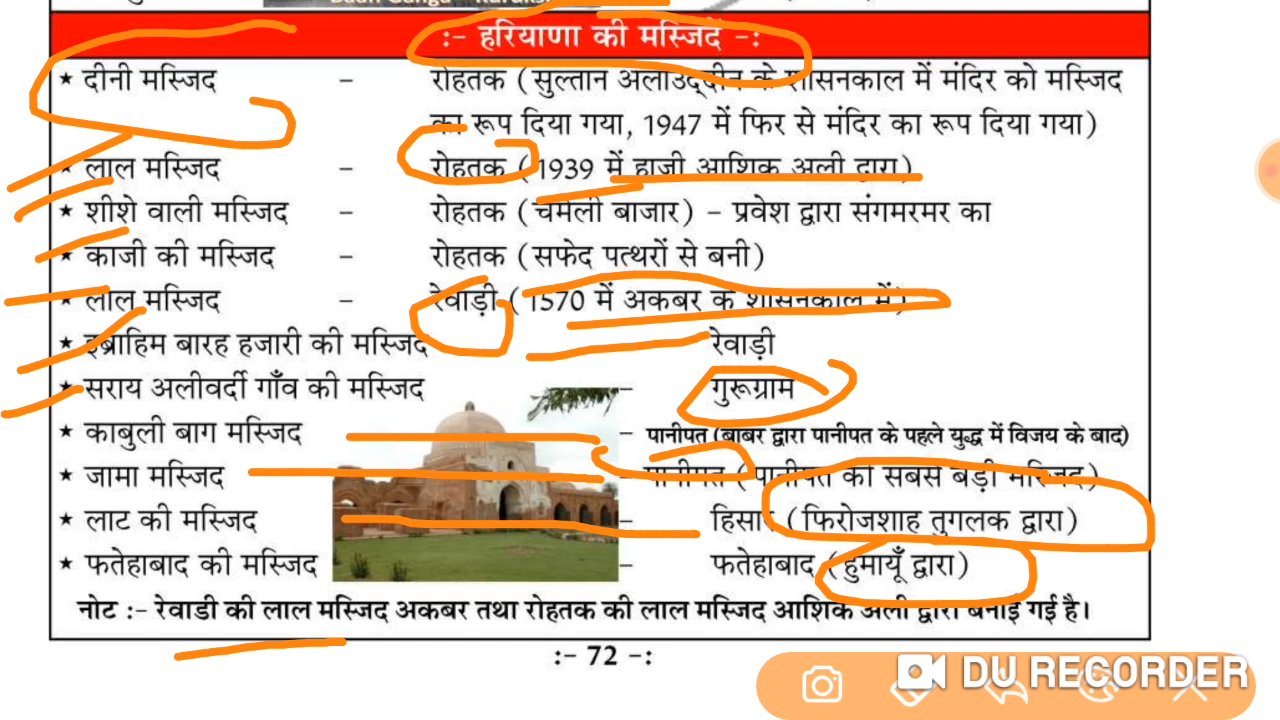 :- हरियाणा की मस्जिदें -:
★ दीनी मस्जिद - रोहतक (सुल्तान अलाउद्दीन के शासनकाल में मंदिर को मस्जिद
का रूप दिया गया, 1947 में फिर से मंदिर का रूप दिया गया)
★ लाल मस्जिद - रोहतक (1939 में हाजी आशिक अली द्वारा)
★ शीशे वाली मस्जिद - रोहतक (चमेली बाजार) - प्रवेश द्वारा संगमरमर का
★ काजी की मस्जिद - रोहतक (सफेद पत्थरों से बनी)
★ लाल मस्जिद - रेवाड़ी (1570 में अकबर के शासनकाल में)
★ इब्राहिम बारह हजारी की मस्जिद रेवाड़ी
★ सराय अलीवर्दी गाँव की मस्जिद - गुरूग्राम
★ काबुली बाग मस्जिद - पानीपत (बाबर द्वारा पानीपत के पहले युद्ध में विजय के बाद)
★ जामा मस्जिद - पानीपत (पानीपत की सबसे बड़ी मस्जिद)
★ लाट की मस्जिद - हिसार (फिरोजशाह तुगलक द्वारा)
★ फतेहाबाद की मस्जिद - फतेहाबाद (हुमायूँ द्वारा)
नोट :- रेवाडी की लाल मस्जिद अकबर तथा रोहतक की लाल मस्जिद आशिक अली द्वारा बनाई गई है।
:- 72 -:
DU RECORDER